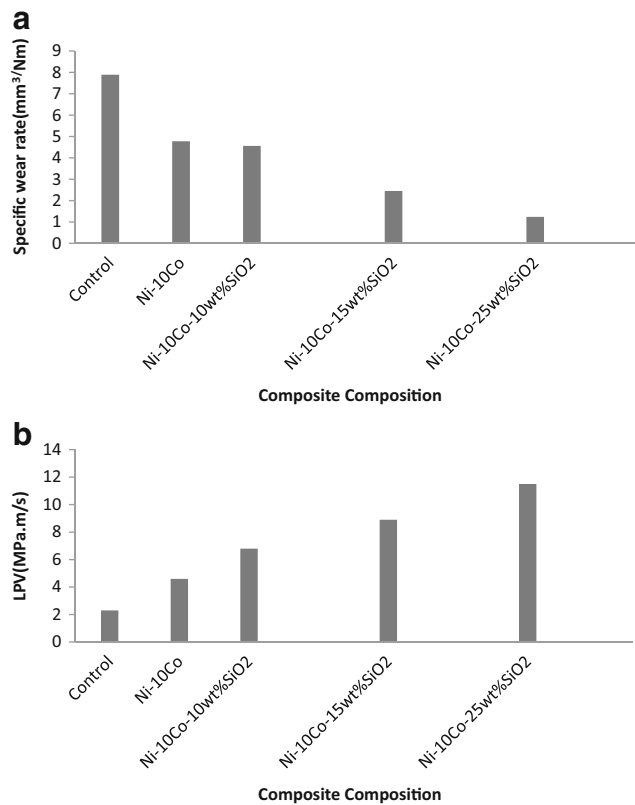 a
Specific wear rate(mm³/Nm)
9
8
7
6
5
4
3
2
1
0
Control
Ni-10Co
Ni-10Co-10wt%SiO2
Ni-10Co-15wt%SiO2
Ni-10Co-25wt%SiO2
Composite Composition
b
LPV(MPa.m/s)
14
12
10
8
6
4
2
0
Control
Ni-10Co
Ni-10Co-10wt%SiO2
Ni-10Co-15wt%SiO2
Ni-10Co-25wt%SiO2
Composite Composition